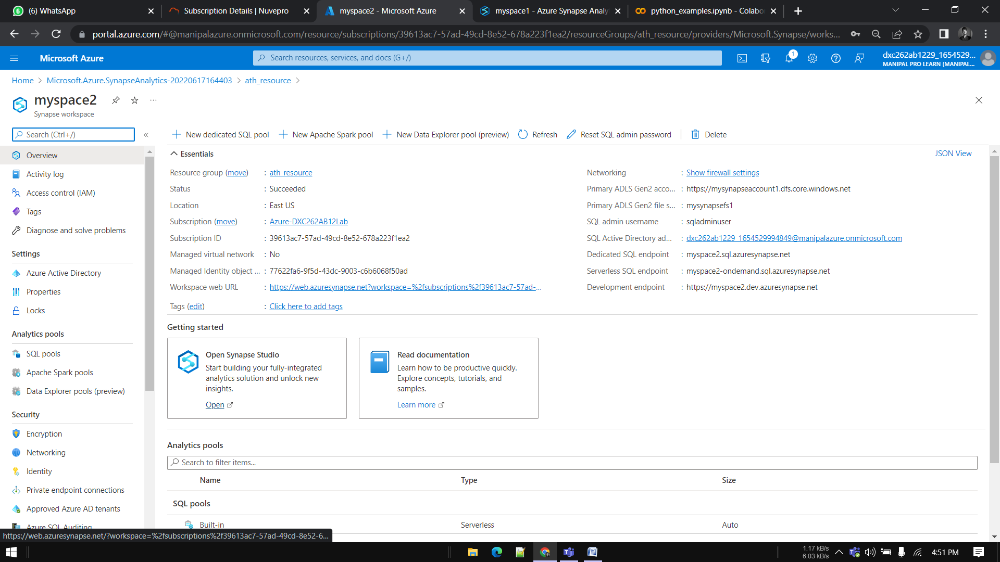 (6) WhatsApp
Subscription Details | Nuvepro
myspace2 - Microsoft Azure
myspace1 - Azure Synapse Analy
python_examples.ipynb - Colabo
portal.azure.com/#@manipalazure.onmicrosoft.com/resource/subscriptions/39613ac7-57ad-49cd-8e52-678a223f1ea2/resourceGroups/ath_resource/providers/Microsoft.Synapse/works...
Microsoft Azure
Search resources, services, and docs (G+/)
1
dxc262ab1229_1654529...
MANIPAL PRO LEARN (MANIPAL...
Home > Microsoft.Azure.SynapseAnalytics-20220617164403 > ath_resource >
myspace2
Synapse workspace
Search (Ctrl+/)
«
New dedicated SQL pool
New Apache Spark pool
New Data Explorer pool (preview)
Refresh
Reset SQL admin password
Delete
Overview
Activity log
Access control (IAM)
Tags
Diagnose and solve problems
Settings
Azure Active Directory
Properties
Locks
Analytics pools
SQL pools
Apache Spark pools
Data Explorer pools (preview)
Security
Encryption
Networking
Identity
Private endpoint connections
Approved Azure AD tenants
Azure SQL Auditing
Essentials
JSON View
Resource group (move) : ath_resource
Status : Succeeded
Location : East US
Subscription (move) : Azure-DXC262AB12Lab
Subscription ID : 39613ac7-57ad-49cd-8e52-678a223f1ea2
Managed virtual network : No
Managed Identity object ... : 77622fa6-9f5d-43dc-9003-c6b6068f50ad
Workspace web URL : https://web.azuresynapse.net?workspace=%2fsubscriptions%2f39613ac7-57ad-...
Tags (edit) : Click here to add tags
Networking : Show firewall settings
Primary ADLS Gen2 acco... : https://mysynapseaccount1.dfs.core.windows.net
Primary ADLS Gen2 file s... : mysynapsefs1
SQL admin username : sqladminuser
SQL Active Directory ad... : dxc262ab1229_1654529994849@manipalazure.onmicrosoft.com
Dedicated SQL endpoint : myspace2.sql.azuresynapse.net
Serverless SQL endpoint : myspace2-ondemand.sql.azuresynapse.net
Development endpoint : https://myspace2.dev.azuresynapse.net
Getting started
Open Synapse Studio
Start building your fully-integrated
analytics solution and unlock new
insights.
Open
Read documentation
Learn how to be productive quickly.
Explore concepts, tutorials, and
samples.
Learn more
Analytics pools
Search to filter items...
Name Type Size
SQL pools
Built-in Serverless Auto
https://web.azuresynapse.net/?workspace=%2fsubscriptions%2f39613ac7-57ad-49cd-8e52-6...
1.17 kB/s
6.03 kB/s
4:51 PM